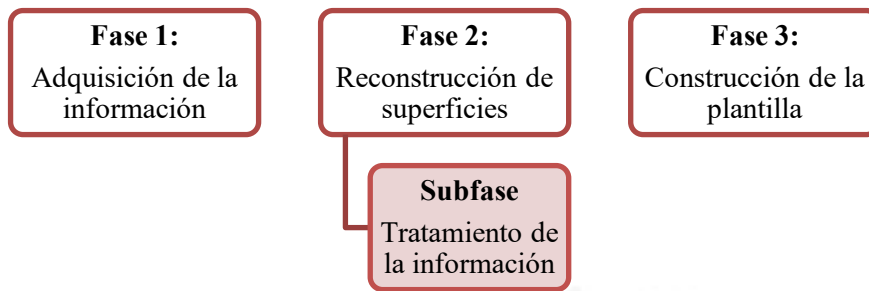 Fase 1:
Adquisición de la
información
Fase 2:
Reconstrucción de
superficies
Fase 3:
Construcción de la
plantilla
Subfase
Tratamiento de
la información